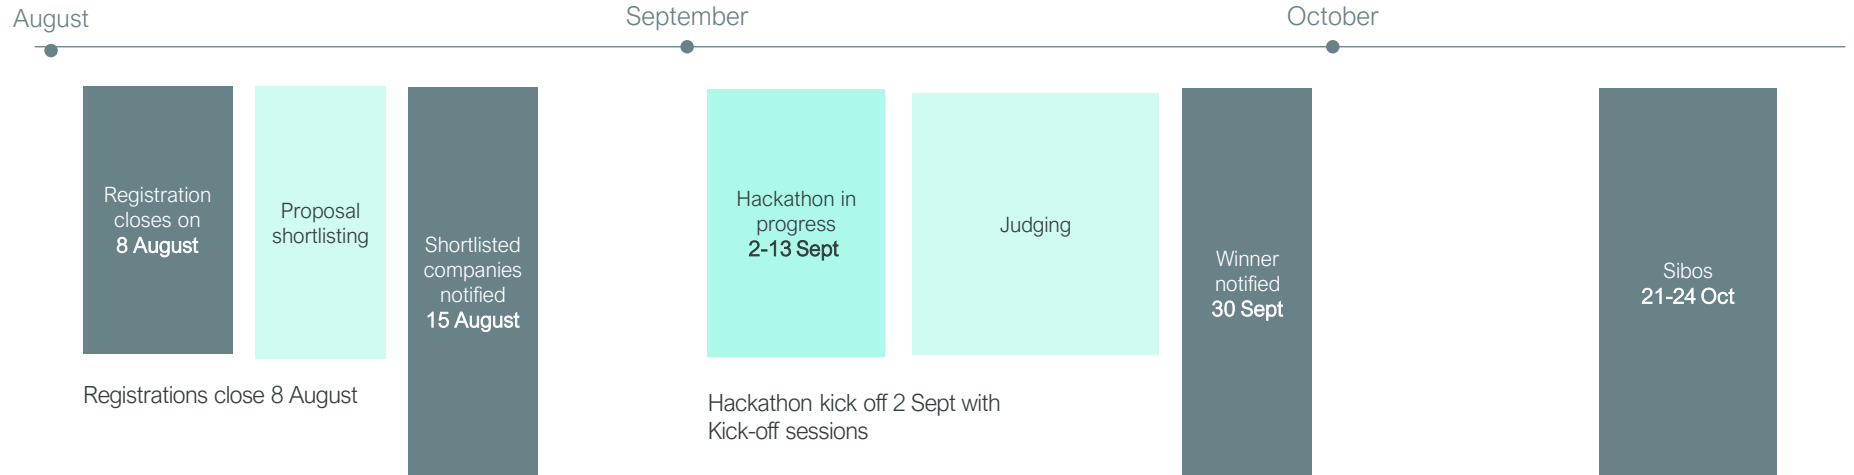 August
September
October
Registration
closes on
8 August
Proposal
shortlisting
Shortlisted
companies
notified
15 August
Hackathon in
progress
2-13 Sept
Judging
Winner
notified
30 Sept
Sibos
21-24 Oct
Registrations close 8 August
Hackathon kick off 2 Sept with
Kick-off sessions